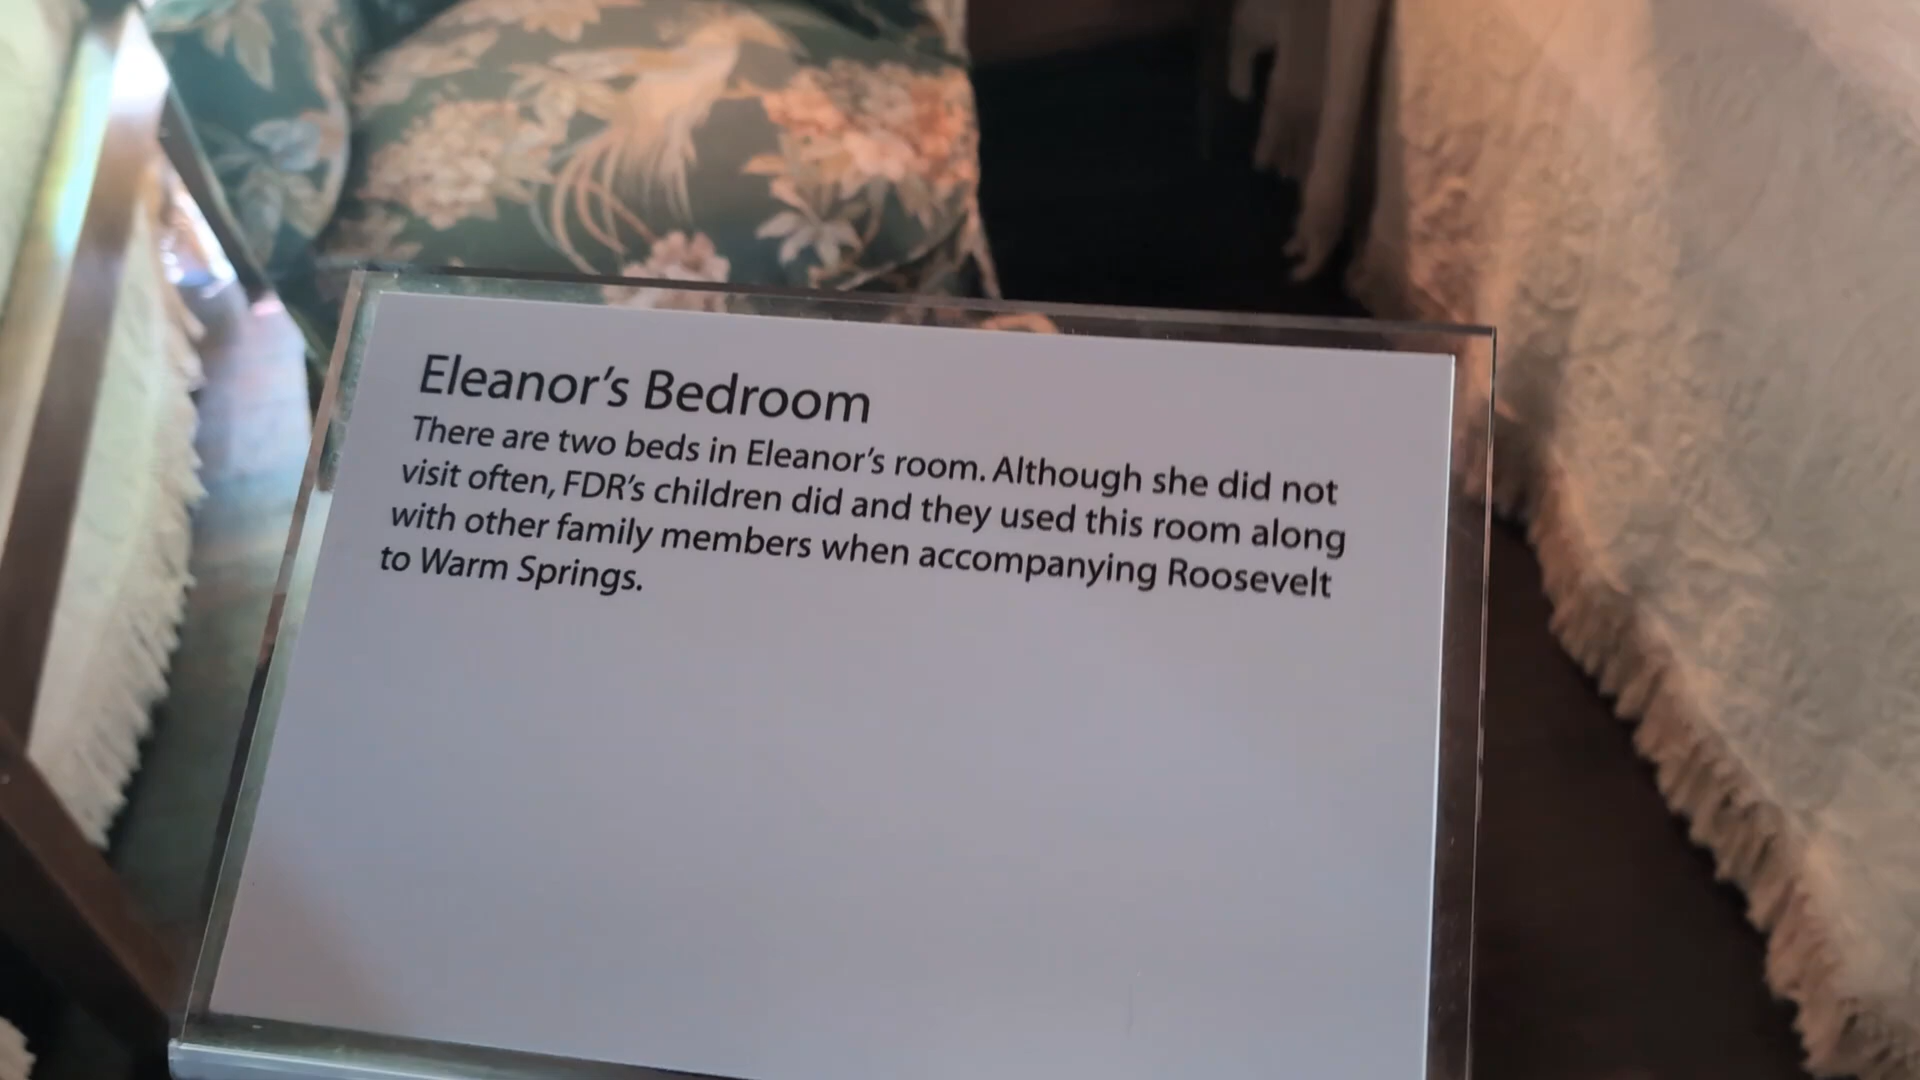 Eleanor's Bedroom
There are two beds in Eleanor's room. Although she did not
visit often, FDR's children did and they used this room along
with other family members when accompanying Roosevelt
to Warm Springs.